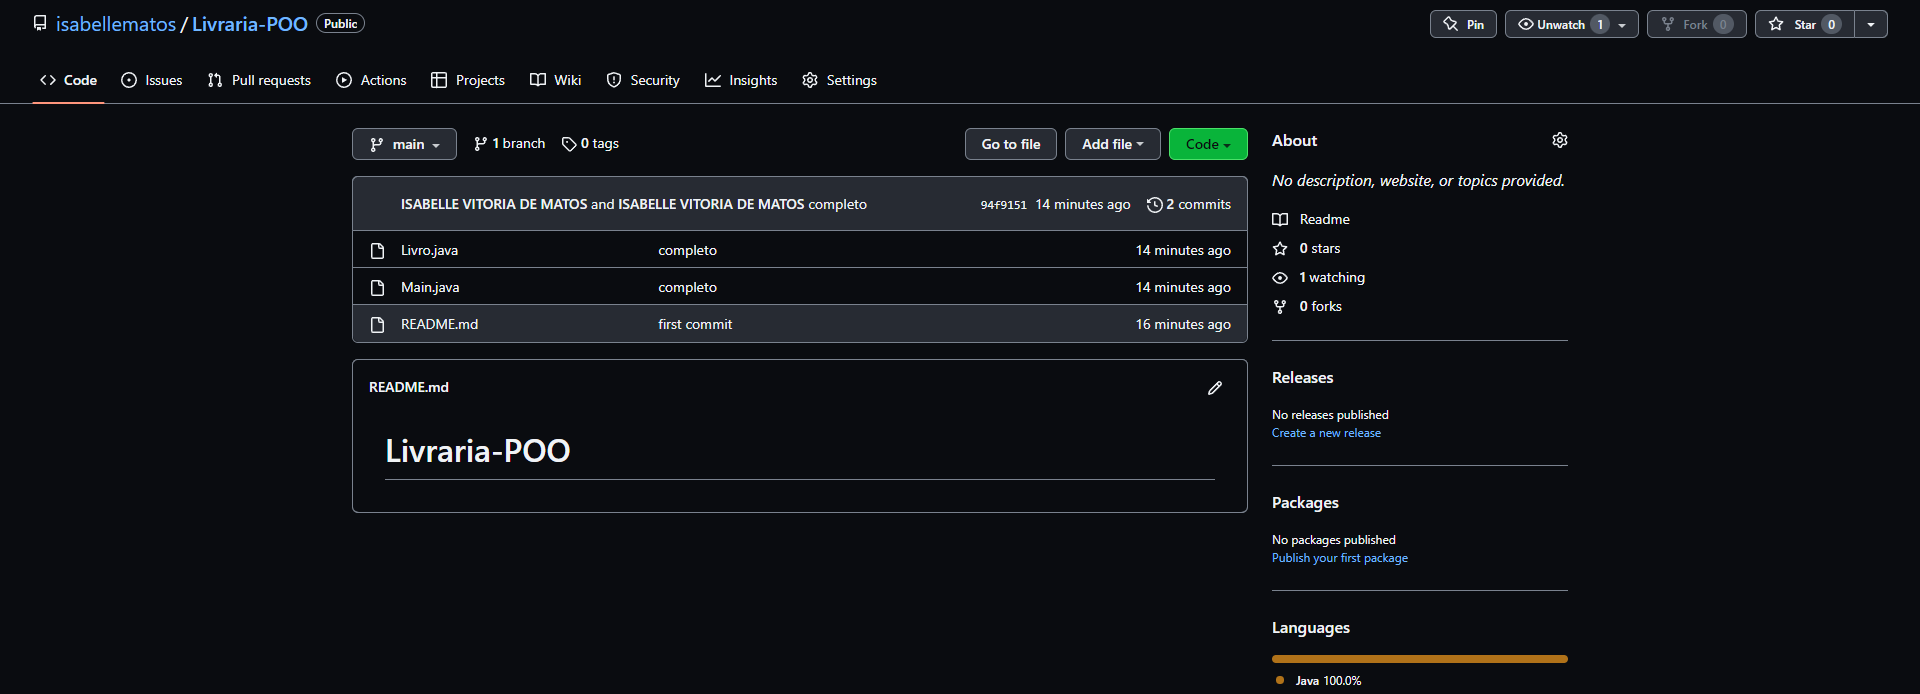 isabellematos / Livraria-POO Public
Pin Unwatch 1 Fork 0 Star 0
Code Issues Pull requests Actions Projects Wiki Security Insights Settings
main 1 branch 0 tags Go to file Add file Code
ISABELLE VITORIA DE MATOS and ISABELLE VITORIA DE MATOS completo 94f9151 14 minutes ago 2 commits
Livro.java completo 14 minutes ago
Main.java completo 14 minutes ago
README.md first commit 16 minutes ago
README.md
Livraria-POO
About
No description, website, or topics provided.
Readme
0 stars
1 watching
0 forks
Releases
No releases published
Create a new release
Packages
No packages published
Publish your first package
Languages
Java 100.0%